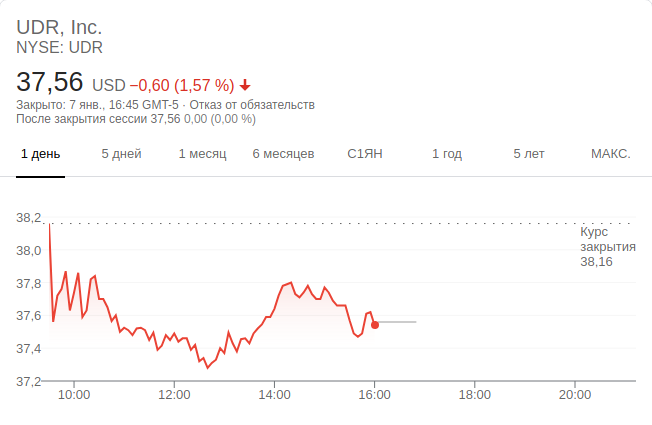 UDR, Inc.
NYSE: UDR
37,56 USD −0,60 (1,57 %)
Закрыто: 7 янв., 16:45 GMT-5 · Отказ от обязательств
После закрытия сессии 37,56 0,00 (0,00 %)
1 день 5 дней 1 месяц 6 месяцев С1ЯН 1 год 5 лет МАКС.
38,2
Курс
закрытия
38,16
38,0
37,8
37,6
37,4
37,2
10:00 12:00 14:00 16:00 18:00 20:00